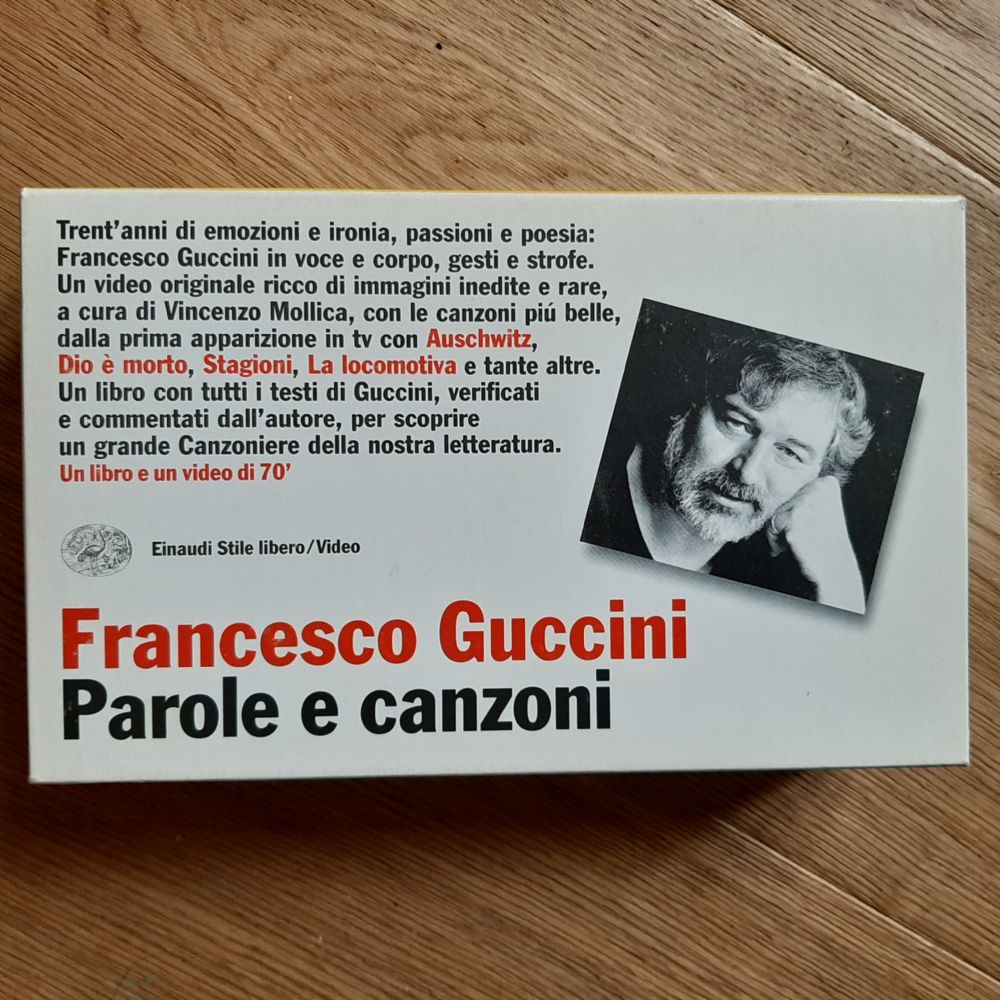 Trent'anni di emozioni e ironia, passioni e poesia:
Francesco Guccini in voce e corpo, gesti e strofe.
Un video originale ricco di immagini inedite e rare,
a cura di Vincenzo Mollica, con le canzoni piú belle,
dalla prima apparizione in tv con Auschwitz,
Dio è morto, Stagioni, La locomotiva e tante altre.
Un libro con tutti i testi di Guccini, verificati
e commentati dall'autore, per scoprire
un grande Canzoniere della nostra letteratura.
Un libro e un video di 70'
Einaudi Stile libero/Video
Francesco Guccini
Parole e canzoni